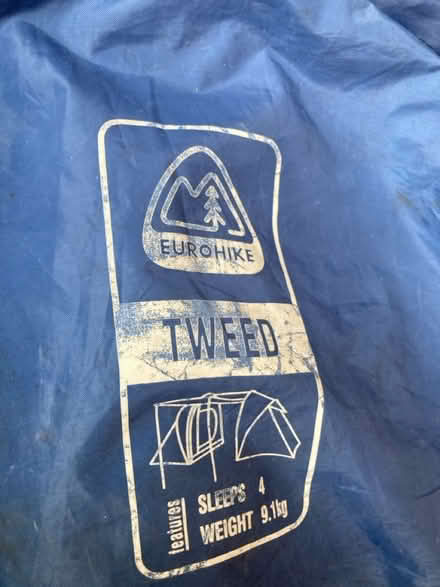 EUROHIKE
TWEED
features
SLEEPS 4
WEIGHT 9.1kg